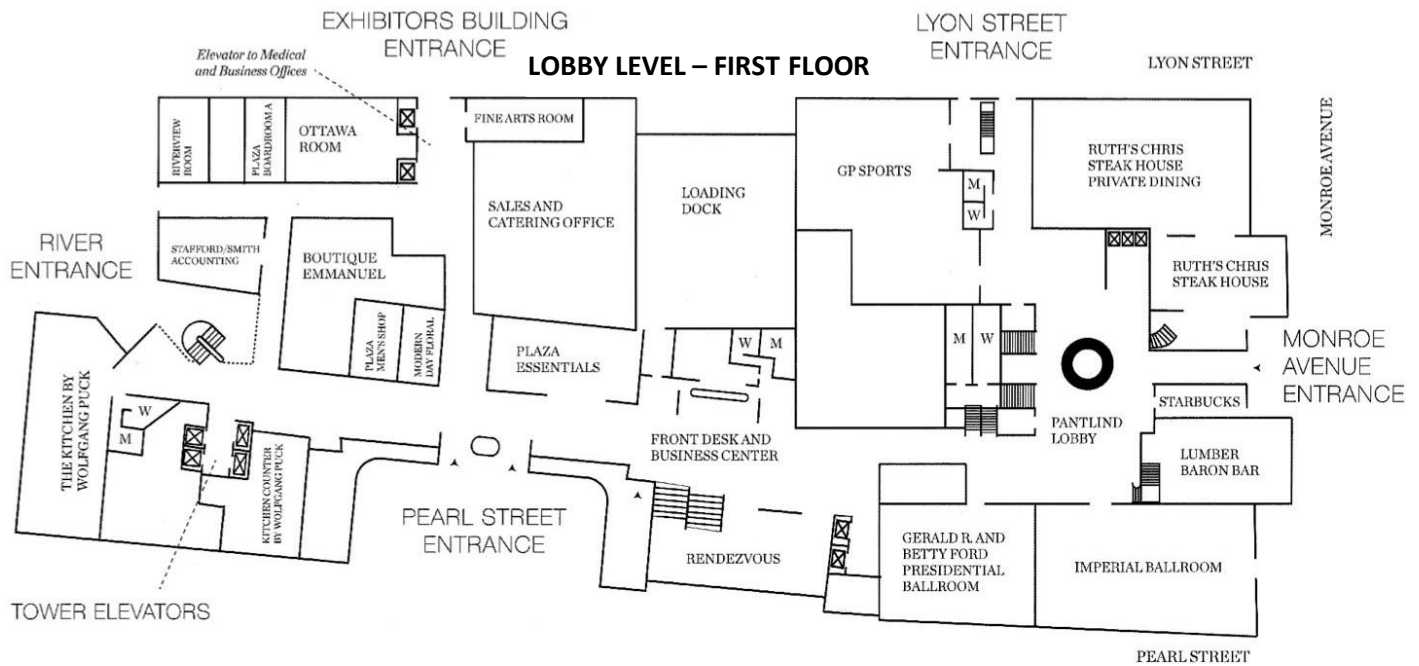 EXHIBITORS BUILDING
ENTRANCE
LYON STREET
ENTRANCE
LOBBY LEVEL – FIRST FLOOR
LYON STREET
Elevator to Medical
and Business Offices
MONROE AVENUE
RIVERVIEW
ROOM
PLAZA
BOARDROOM A
OTTAWA
ROOM
FINE ARTS ROOM
SALES AND
CATERING OFFICE
LOADING
DOCK
GP SPORTS
M
W
RUTH'S CHRIS
STEAK HOUSE
PRIVATE DINING
RIVER
ENTRANCE
STAFFORD/SMITH
ACCOUNTING
BOUTIQUE
EMMANUEL
RUTH'S CHRIS
STEAK HOUSE
PLAZA
MEN'S SHOP
MODERN
DAY FLORAL
PLAZA
ESSENTIALS
W
M
M
W
MONROE
AVENUE
ENTRANCE
STARBUCKS
PANTLIND
LOBBY
THE KITCHEN BY
WOLFGANG PUCK
W
M
KITCHEN COUNTER
BY WOLFGANG PUCK
FRONT DESK AND
BUSINESS CENTER
LUMBER
BARON BAR
PEARL STREET
ENTRANCE
RENDEZVOUS
GERALD R. AND
BETTY FORD
PRESIDENTIAL
BALLROOM
IMPERIAL BALLROOM
TOWER ELEVATORS
PEARL STREET